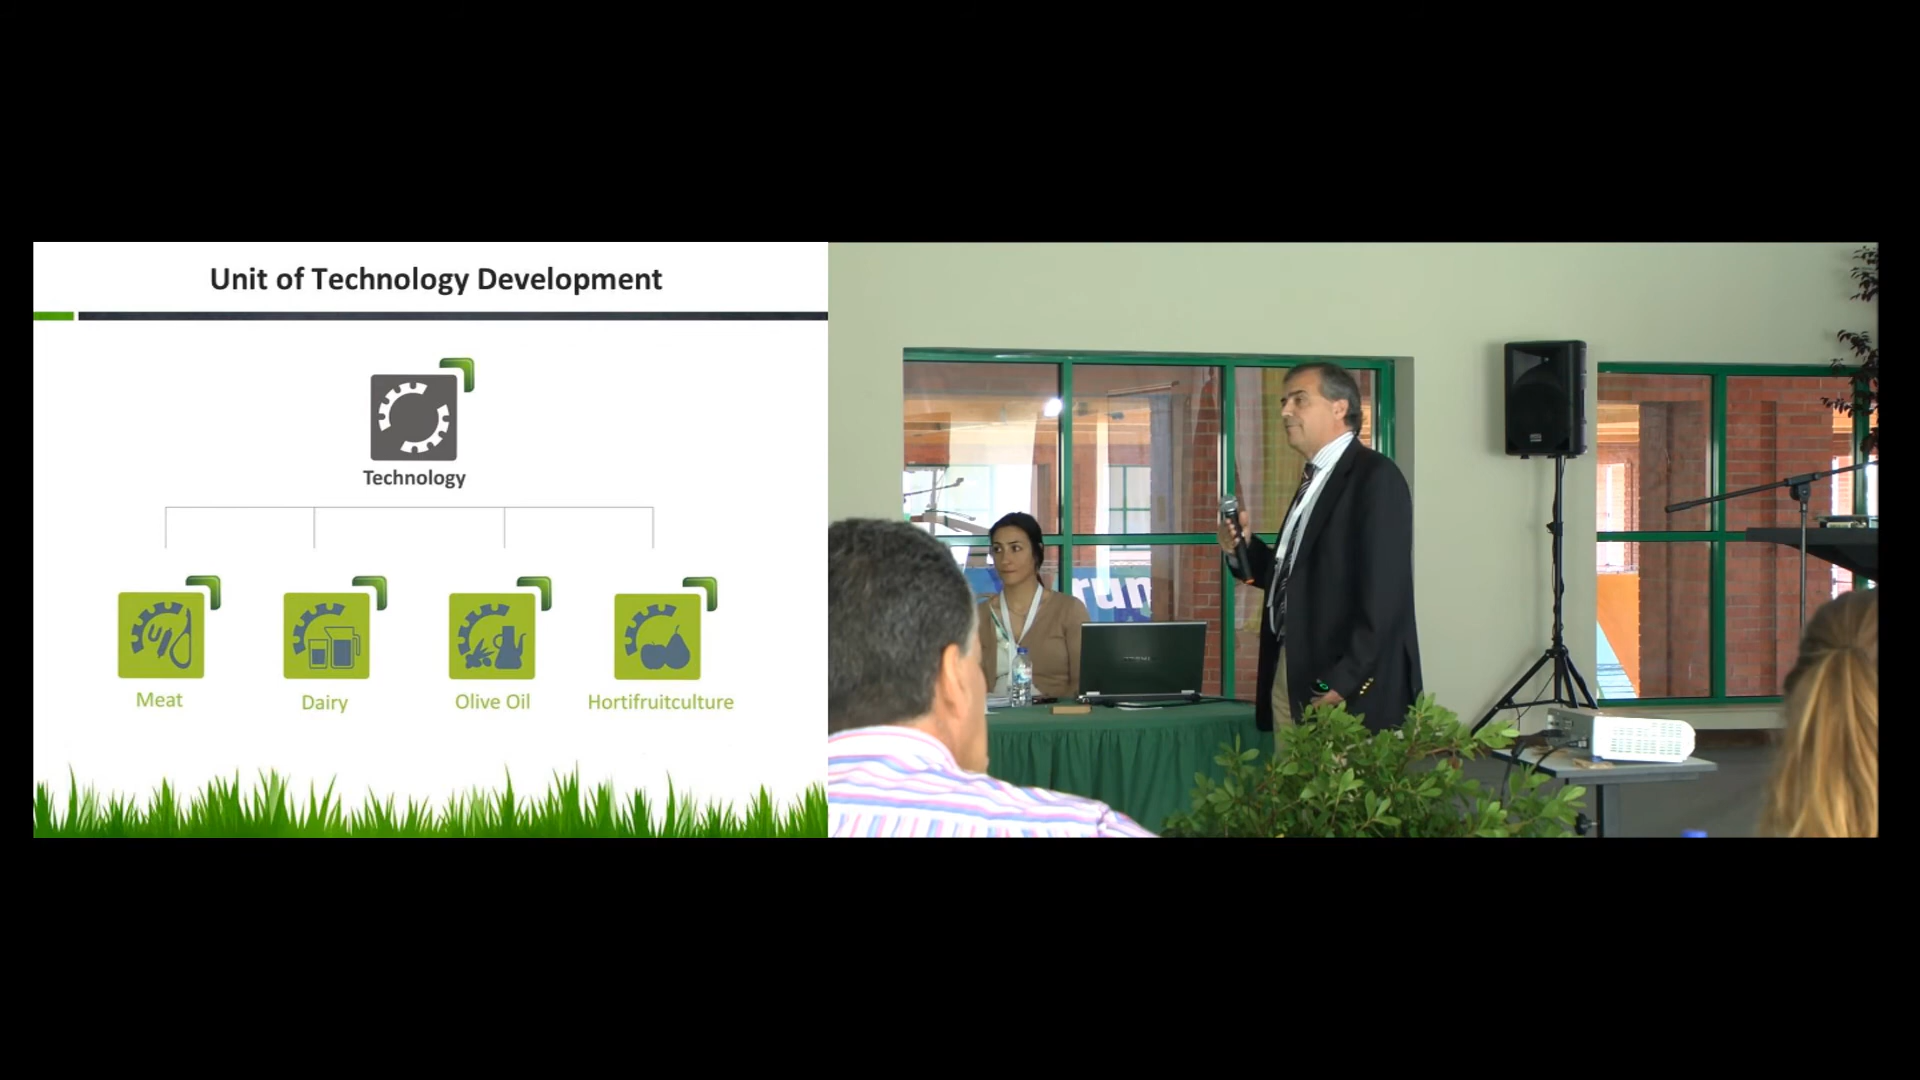 Unit of Technology Development
Technology
Meat
Dairy
Olive Oil
Hortifruitculture